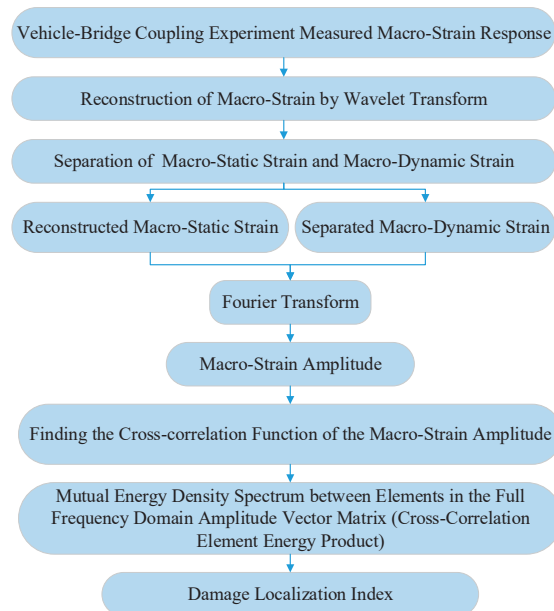 Vehicle-Bridge Coupling Experiment Measured Macro-Strain Response
Reconstruction of Macro-Strain by Wavelet Transform
Separation of Macro-Static Strain and Macro-Dynamic Strain
Reconstructed Macro-Static Strain
Separated Macro-Dynamic Strain
Fourier Transform
Macro-Strain Amplitude
Finding the Cross-correlation Function of the Macro-Strain Amplitude
Mutual Energy Density Spectrum between Elements in the Full
Frequency Domain Amplitude Vector Matrix (Cross-Correlation
Element Energy Product)
Damage Localization Index